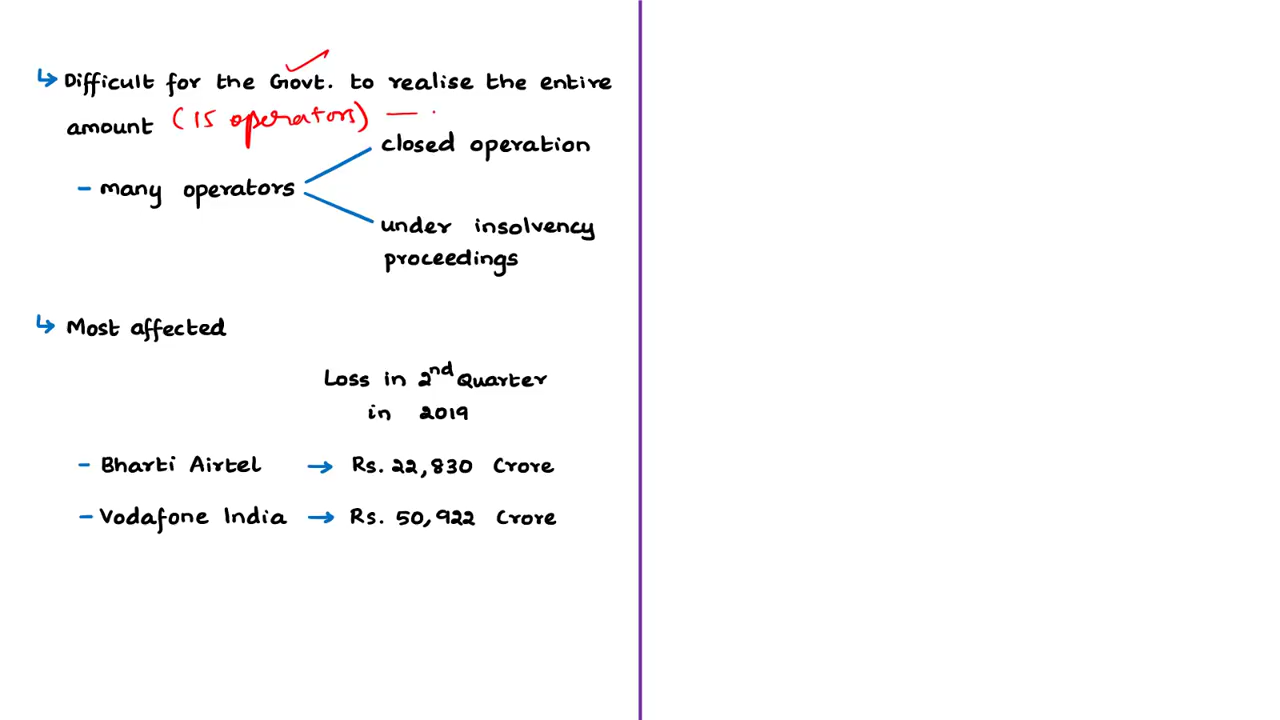 ↳ Difficult for the Govt. to realise the entire
amount (15 operators) —
- many operators
closed operation
under insolvency
proceedings
↳ Most affected
Loss in 2nd Quarter
in 2019
- Bharti Airtel → Rs. 22,830 Crore
- Vodafone India → Rs. 50,922 Crore